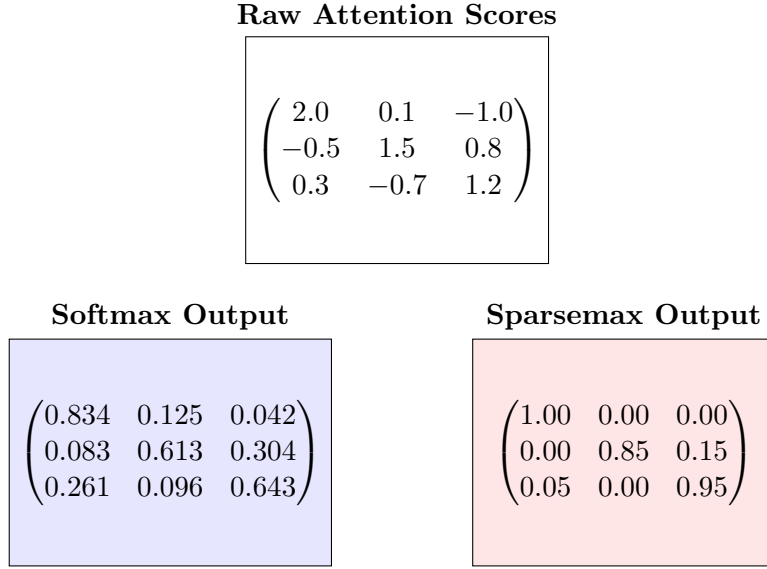 Raw Attention Scores
2.0 0.1 −1.0
−0.5 1.5 0.8
0.3 −0.7 1.2
Softmax Output
0.834 0.125 0.042
0.083 0.613 0.304
0.261 0.096 0.643
Sparsemax Output
1.00 0.00 0.00
0.00 0.85 0.15
0.05 0.00 0.95